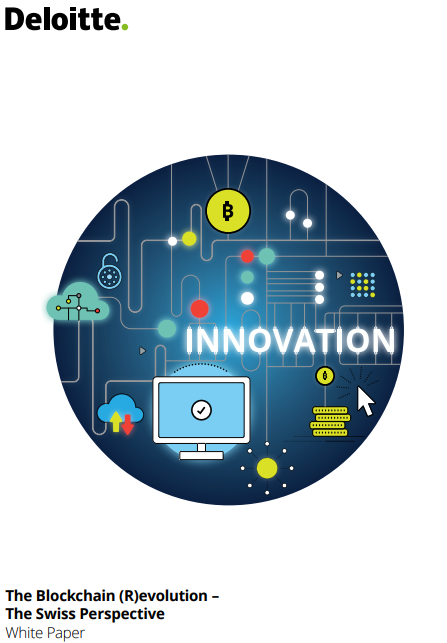 Deloitte.
INNOVATION
The Blockchain (R)evolution –
The Swiss Perspective
White Paper